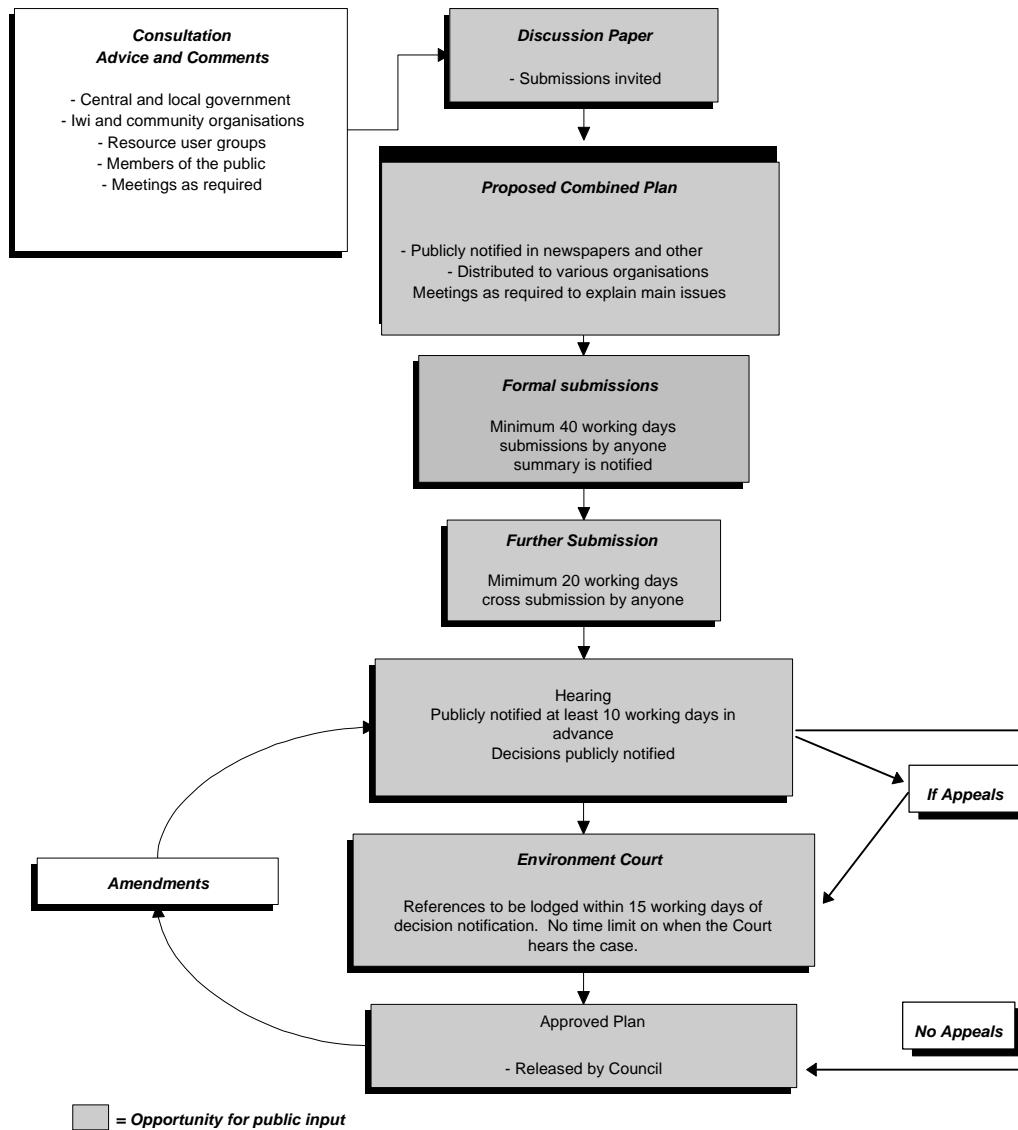 Consultation
Advice and Comments
- Central and local government
- Iwi and community organisations
- Resource user groups
- Members of the public
- Meetings as required
Discussion Paper
- Submissions invited
Proposed Combined Plan
- Publicly notified in newspapers and other
- Distributed to various organisations
Meetings as required to explain main issues
Formal submissions
Minimum 40 working days
submissions by anyone
summary is notified
Further Submission
Mimimum 20 working days
cross submission by anyone
Hearing
Publicly notified at least 10 working days in
advance
Decisions publicly notified
If Appeals
Environment Court
References to be lodged within 15 working days of
decision notification.  No time limit on when the Court
hears the case.
Amendments
Approved Plan
- Released by Council
No Appeals
= Opportunity for public input